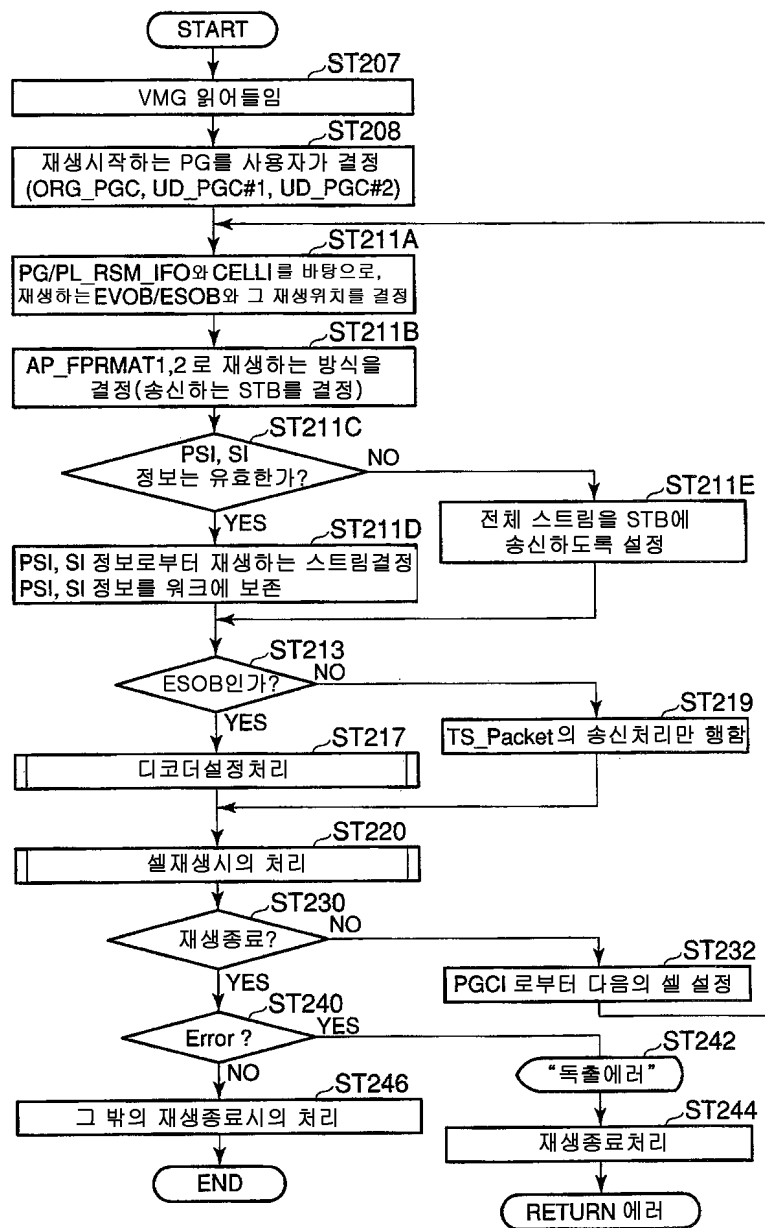 START
ST207
VMG 읽어들임
ST208
재생시작하는 PG를 사용자가 결정
(ORG_PGC, UD_PGC#1, UD_PGC#2)
ST211A
PG/PL_RSM_IFO와 CELLI를 바탕으로,
재생하는 EVOB/ESOB와 그 재생위치를 결정
ST211B
AP_FPRMAT1,2 로 재생하는 방식을
결정(송신하는 STB를 결정)
ST211C
PSI, SI
정보는 유효한가?
NO
YES
ST211E
전체 스트림을 STB에
송신하도록 설정
ST211D
PSI, SI 정보로부터 재생하는 스트림결정
PSI, SI 정보를 워크에 보존
ST213
ESOB인가?
NO
YES
ST219
TS_Packet의 송신처리만 행함
ST217
디코더설정처리
ST220
셀재생시의 처리
ST230
재생종료?
NO
YES
ST232
PGCI 로부터 다음의 셀 설정
ST240
Error ?
YES
NO
ST242
“독출에러”
ST246
그 밖의 재생종료시의 처리
ST244
재생종료처리
END
RETURN 에러